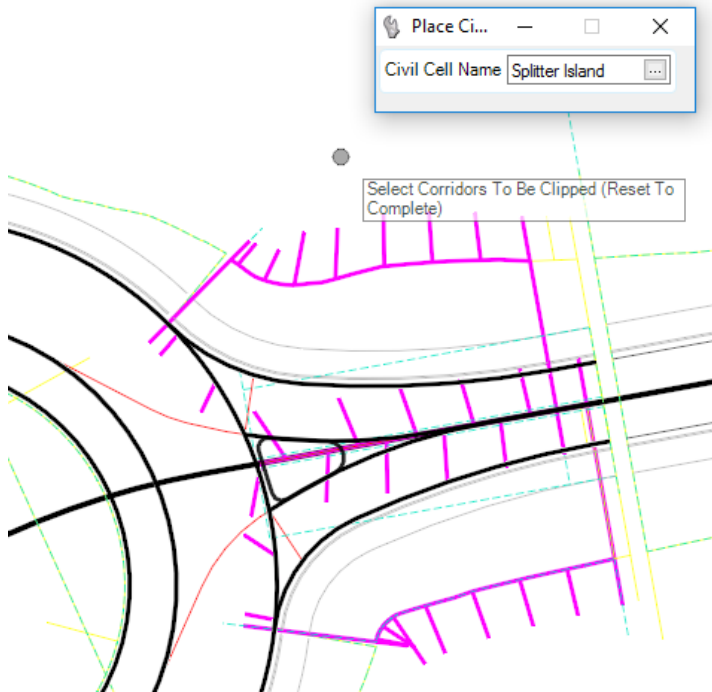 Place Ci...
Civil Cell Name Splitter Island ...
Select Corridors To Be Clipped (Reset To
Complete)